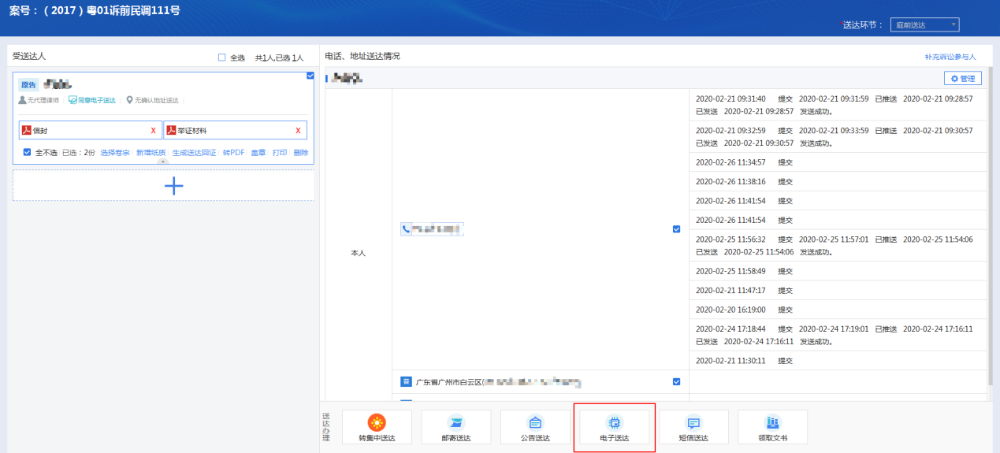 案号：（2017）粤01诉前民调111号
*送达环节： 庭前送达
受送达人 全选 共1人,已选 1人
原告
无代理律师 同意电子送达 无确认地址送达
信封 X 举证材料 X
全不选 已选：2份 选择卷宗 新增纸质 生成送达回证 转PDF 盖章 打印 删除
电话、地址送达情况 补充诉讼参与人
管理
本人
2020-02-21 09:31:40 提交 2020-02-21 09:31:59 已推送 2020-02-21 09:28:57
已发送 2020-02-21 09:28:57 发送成功。
2020-02-21 09:32:59 提交 2020-02-21 09:33:59 已推送 2020-02-21 09:30:57
已发送 2020-02-21 09:30:57 发送成功。
2020-02-26 11:34:57 提交
2020-02-26 11:38:16 提交
2020-02-26 11:41:54 提交
2020-02-26 11:41:54 提交
2020-02-25 11:56:32 提交 2020-02-25 11:57:01 已推送 2020-02-25 11:54:06
已发送 2020-02-25 11:54:06 发送成功。
2020-02-25 11:58:49 提交
2020-02-21 11:47:17 提交
2020-02-20 16:19:00 提交
2020-02-24 17:18:44 提交 2020-02-24 17:19:01 已推送 2020-02-24 17:16:11
已发送 2020-02-24 17:16:11 发送成功。
2020-02-21 11:30:11 提交
普 广东省广州市白云区(
送达办理
转集中送达 邮寄送达 公告送达 电子送达 短信送达 领取文书